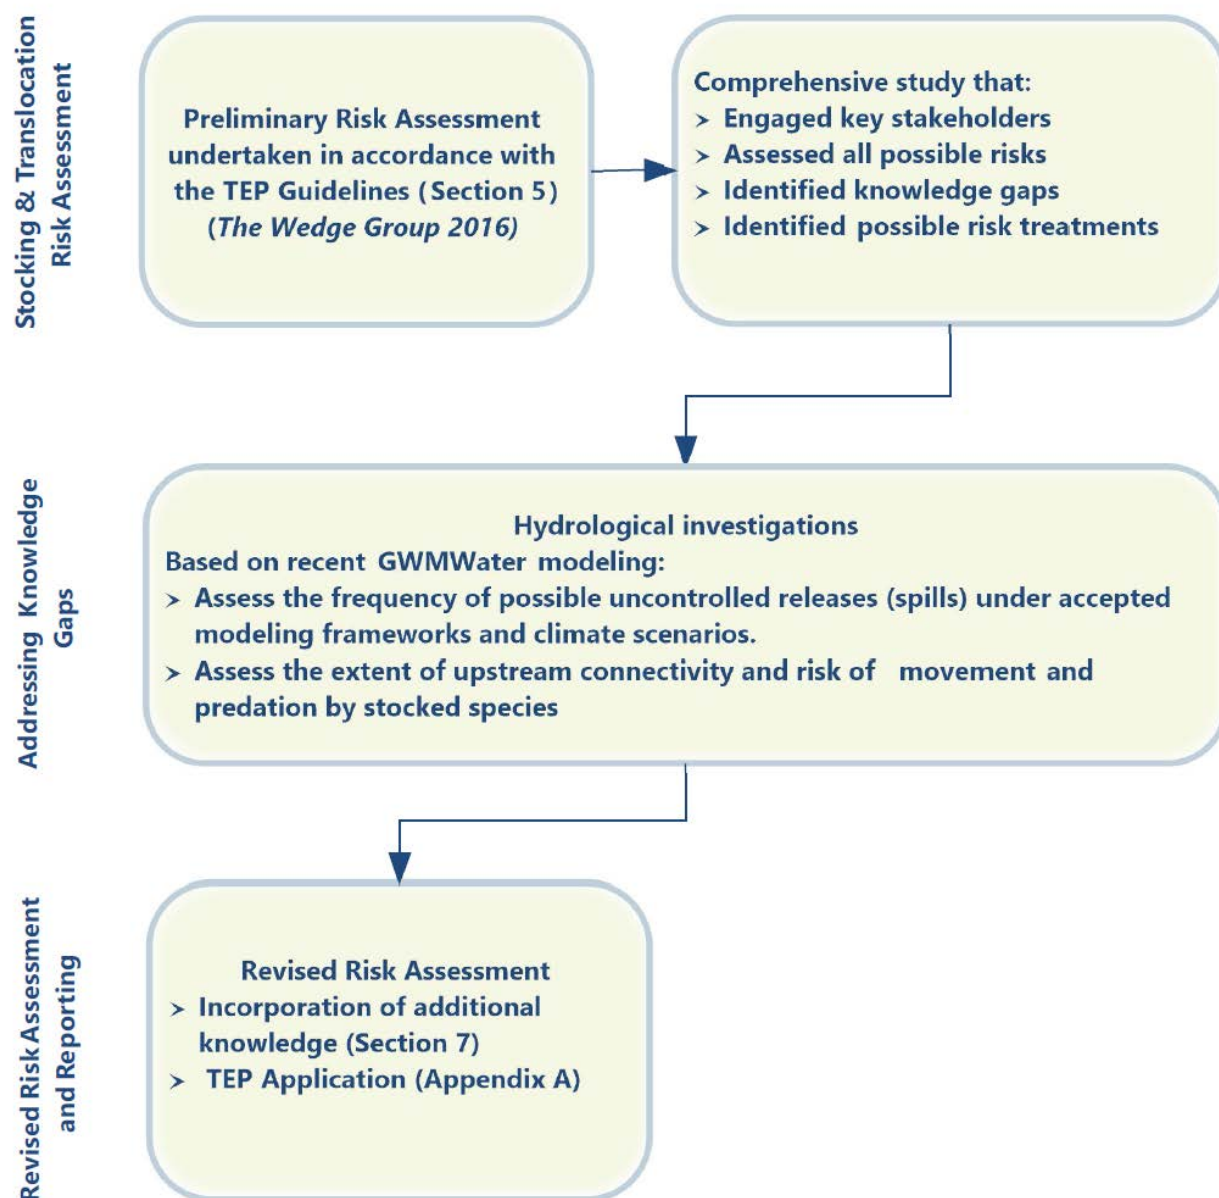 Stocking & Translocation
Risk Assessment
Preliminary Risk Assessment
undertaken in accordance with
the TEP Guidelines (Section 5)
(The Wedge Group 2016)
Comprehensive study that:
➢ Engaged key stakeholders
➢ Assessed all possible risks
➢ Identified knowledge gaps
➢ Identified possible risk treatments
Addressing Knowledge
Gaps
Hydrological investigations
Based on recent GWMWater modeling:
➢ Assess the frequency of possible uncontrolled releases (spills) under accepted
modeling frameworks and climate scenarios.
➢ Assess the extent of upstream connectivity and risk of movement and
predation by stocked species
Revised Risk Assessment
and Reporting
Revised Risk Assessment
➢ Incorporation of additional
knowledge (Section 7)
➢ TEP Application (Appendix A)